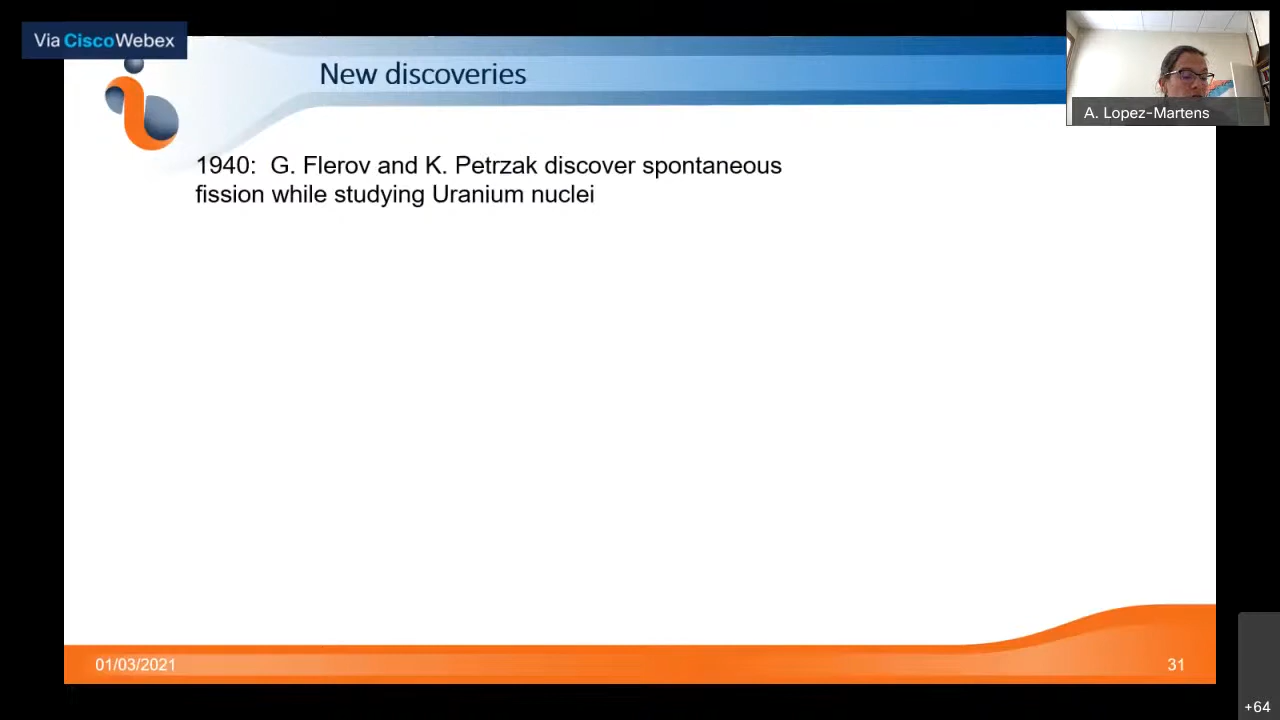 Via CiscoWebex
New discoveries
A. Lopez-Martens
1940:  G. Flerov and K. Petrzak discover spontaneous
fission while studying Uranium nuclei
01/03/2021
31
+64